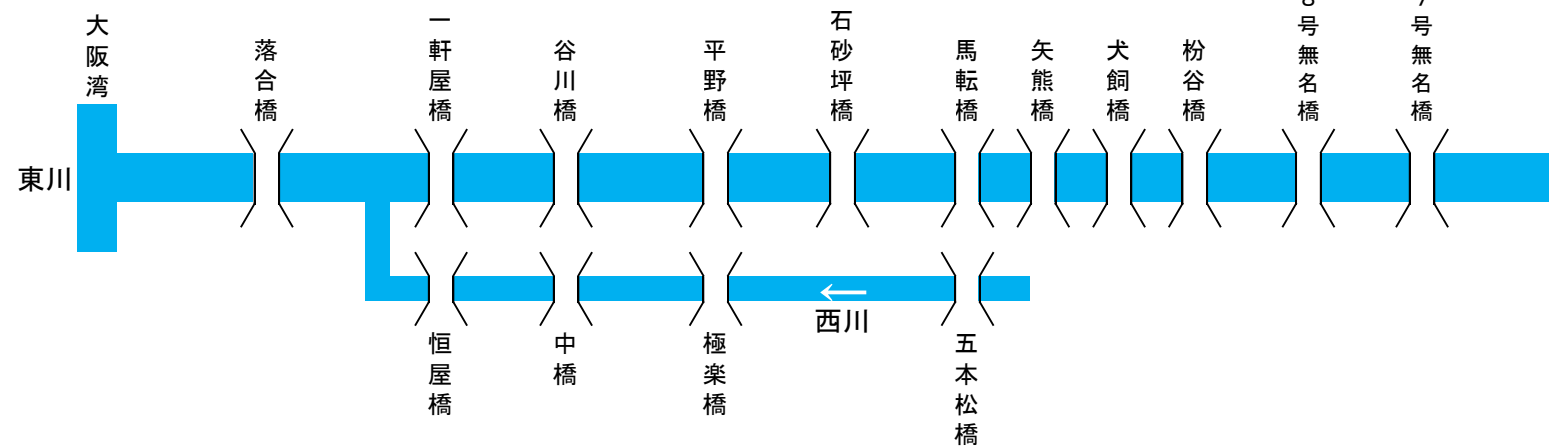 大阪湾
落合橋
一軒屋橋
谷川橋
平野橋
石砂坪橋
馬転橋
矢熊橋
犬飼橋
枌谷橋
号無名橋
号無名橋
東川
西川
恒屋橋
中橋
極楽橋
五本松橋